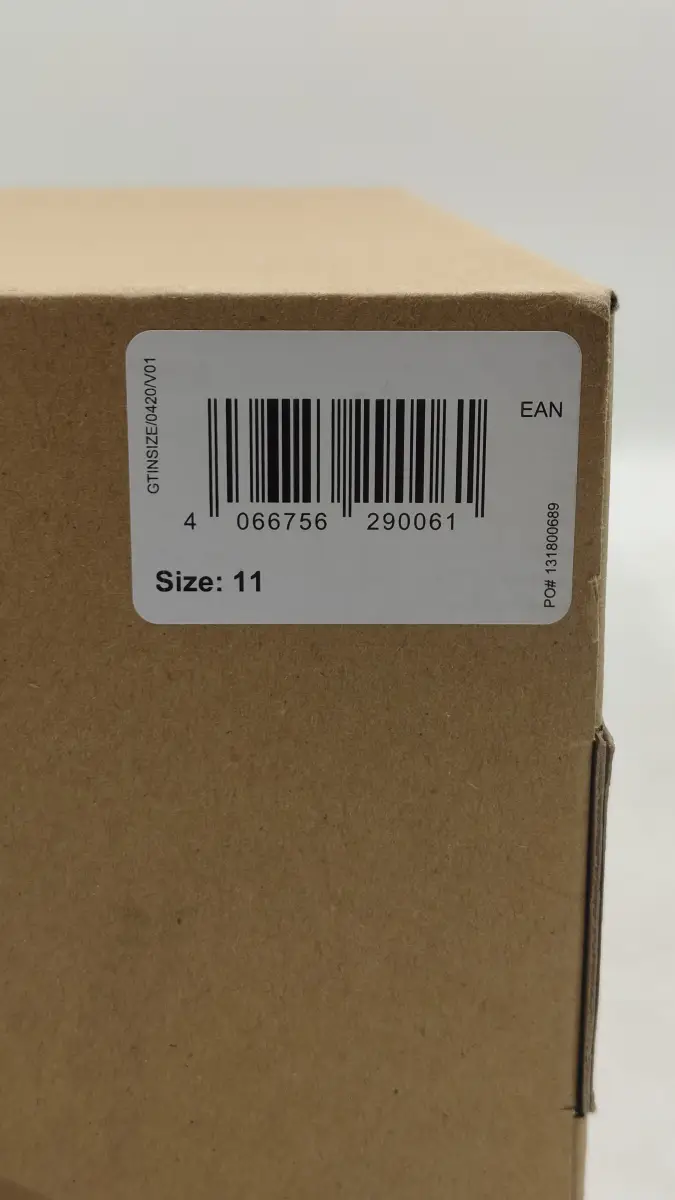 GTINSIZE/0420/V01
EAN
4 066756 290061
Size: 11
PO# 131800689